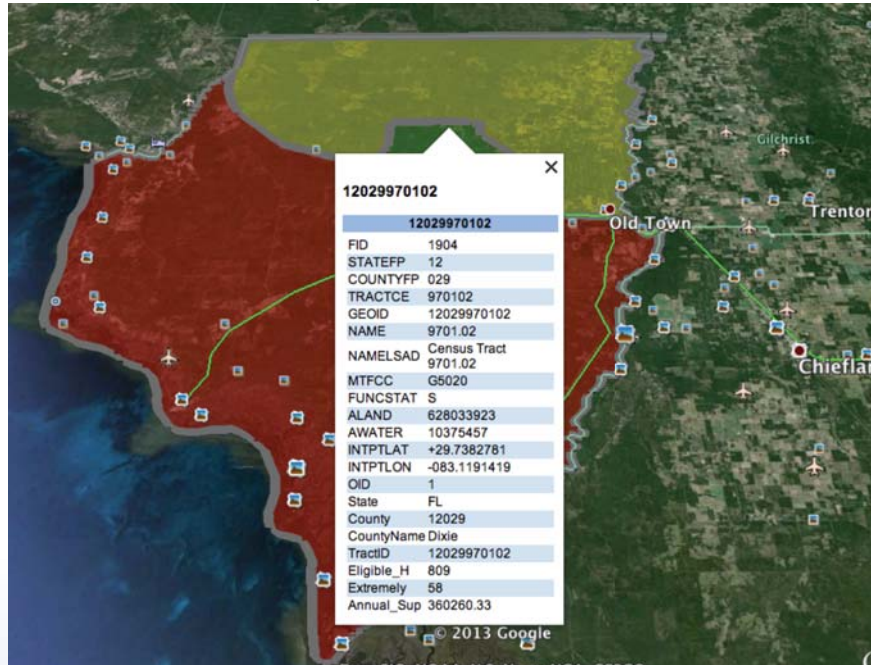 Gilchrist
Trenton
Old Town
Chieflan
12029970102
12029970102
FID 1904
STATEFP 12
COUNTYFP 029
TRACTCE 970102
GEOID 12029970102
NAME 9701.02
NAMELSAD Census Tract
9701.02
MTFCC G5020
FUNCSTAT S
ALAND 628033923
AWATER 10375457
INTPTLAT +29.7382781
INTPTLON -083.1191419
OID 1
State FL
County 12029
CountyName Dixie
TractID 12029970102
Eligible_H 809
Extremely 58
Annual_Sup 360260.33
© 2013 Google